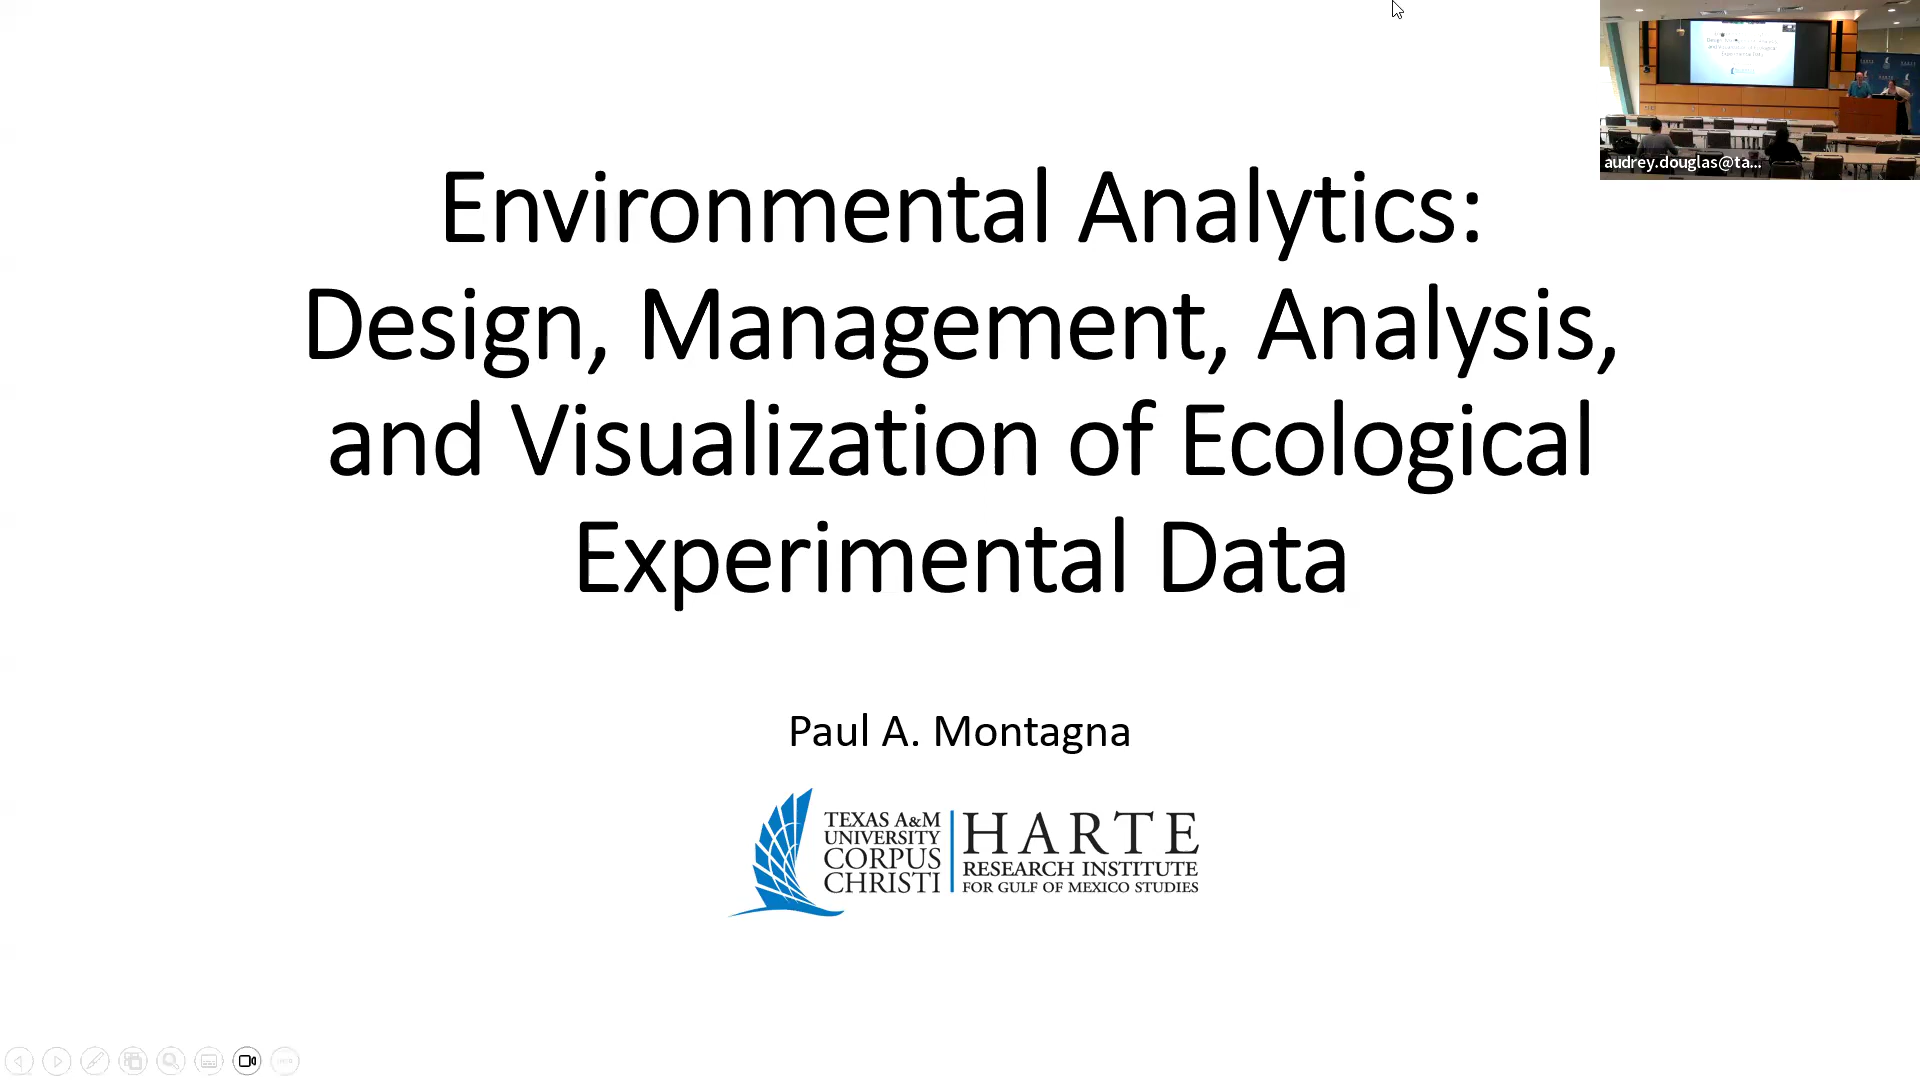 Environmental Analytics:
Design, Management, Analysis,
and Visualization of Ecological
Experimental Data
Paul A. Montagna
TEXAS A&M
UNIVERSITY
CORPUS
CHRISTI
HARTE
RESEARCH INSTITUTE
FOR GULF OF MEXICO STUDIES
audrey.douglas@ta...